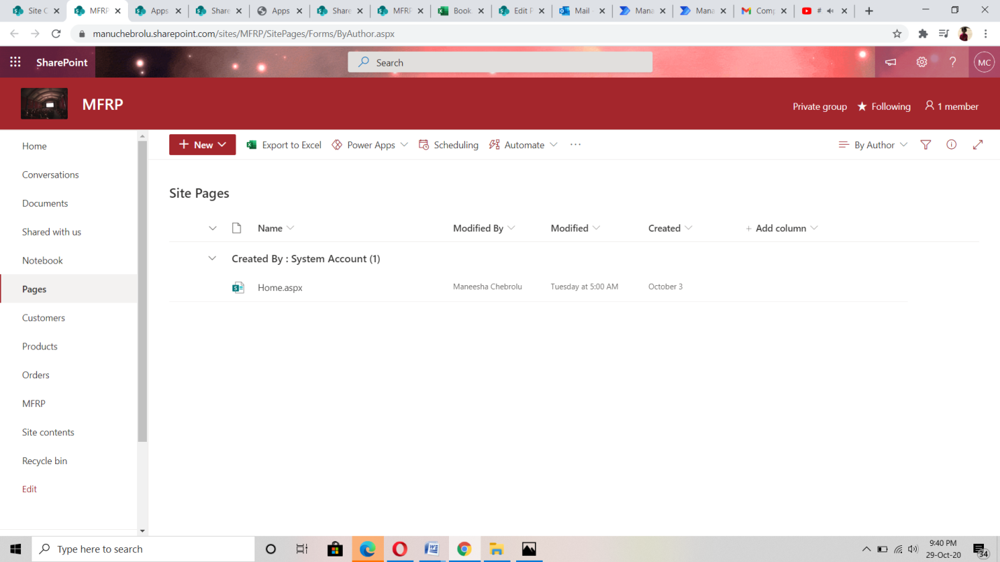 Site C
MFRP
Apps
Share
Apps
Share
MFRP
Book
Edit P
Mail
Mana
Mana
Comp
#
manuchebrolu.sharepoint.com/sites/MFRP/SitePages/Forms/ByAuthor.aspx
SharePoint
Search
MC
MFRP
Private group
Following
1 member
Home
Conversations
Documents
Shared with us
Notebook
Pages
Customers
Products
Orders
MFRP
Site contents
Recycle bin
Edit
+ New
Export to Excel
Power Apps
Scheduling
Automate
...
By Author
Site Pages
Name
Modified By
Modified
Created
+ Add column
Created By : System Account (1)
Home.aspx
Maneesha Chebrolu
Tuesday at 5:00 AM
October 3
Type here to search
9:40 PM
29-Oct-20
34